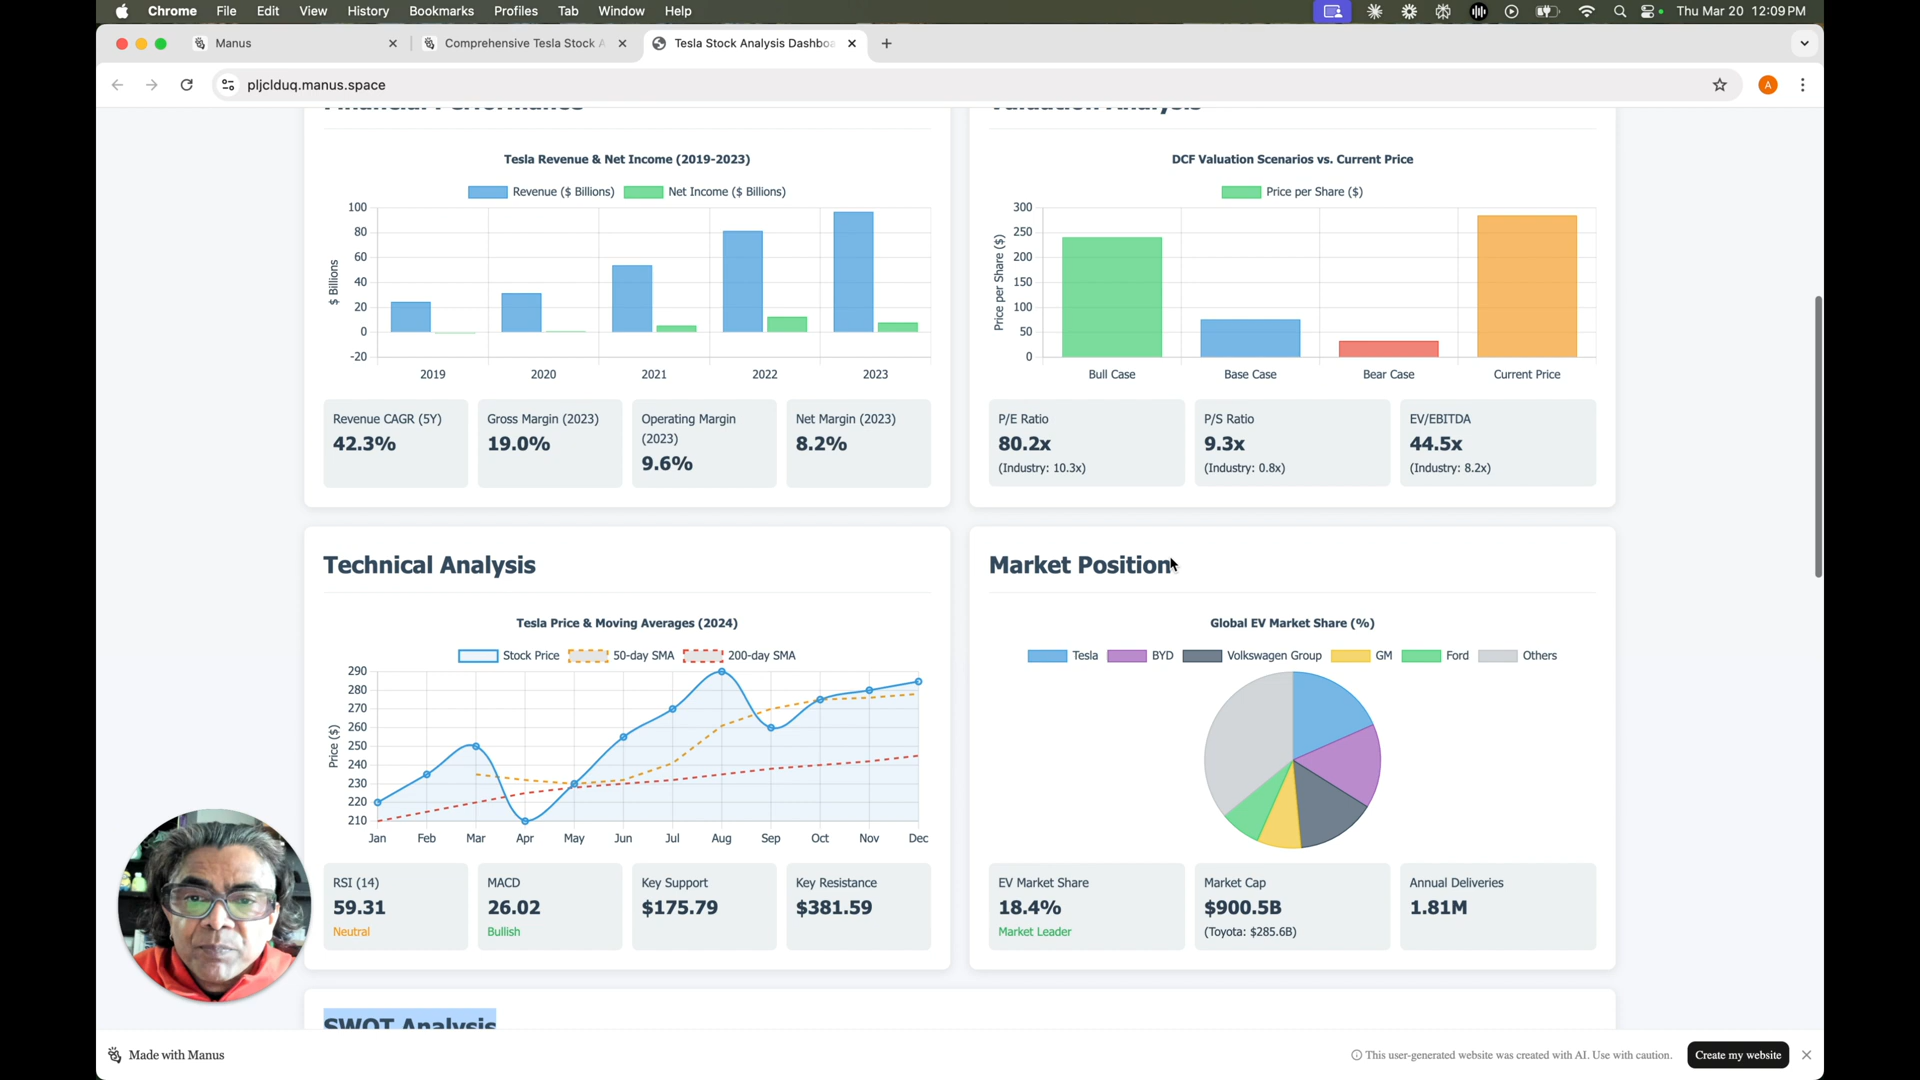 Chrome File Edit View History Bookmarks Profiles Tab Window Help Thu Mar 20 12:09 PM
Manus Comprehensive Tesla Stock A Tesla Stock Analysis Dashboa
pljclduq.manus.space
Financial Performance
Tesla Revenue & Net Income (2019-2023)
Revenue ($ Billions) Net Income ($ Billions)
$ Billions
100
80
60
40
20
0
-20
2019 2020 2021 2022 2023
Revenue CAGR (5Y)
42.3%
Gross Margin (2023)
19.0%
Operating Margin
(2023)
9.6%
Net Margin (2023)
8.2%
Valuation Analysis
DCF Valuation Scenarios vs. Current Price
Price per Share ($)
Price per Share ($)
300
250
200
150
100
50
0
Bull Case Base Case Bear Case Current Price
P/E Ratio
80.2x
(Industry: 10.3x)
P/S Ratio
9.3x
(Industry: 0.8x)
EV/EBITDA
44.5x
(Industry: 8.2x)
Technical Analysis
Tesla Price & Moving Averages (2024)
Stock Price 50-day SMA 200-day SMA
Price ($)
290
280
270
260
250
240
230
220
210
Jan Feb Mar Apr May Jun Jul Aug Sep Oct Nov Dec
RSI (14)
59.31
Neutral
MACD
26.02
Bullish
Key Support
$175.79
Key Resistance
$381.59
Market Position
Global EV Market Share (%)
Tesla BYD Volkswagen Group GM Ford Others
EV Market Share
18.4%
Market Leader
Market Cap
$900.5B
(Toyota: $285.6B)
Annual Deliveries
1.81M
SWOT Analysis
Made with Manus
This user-generated website was created with AI. Use with caution.
Create my website
A